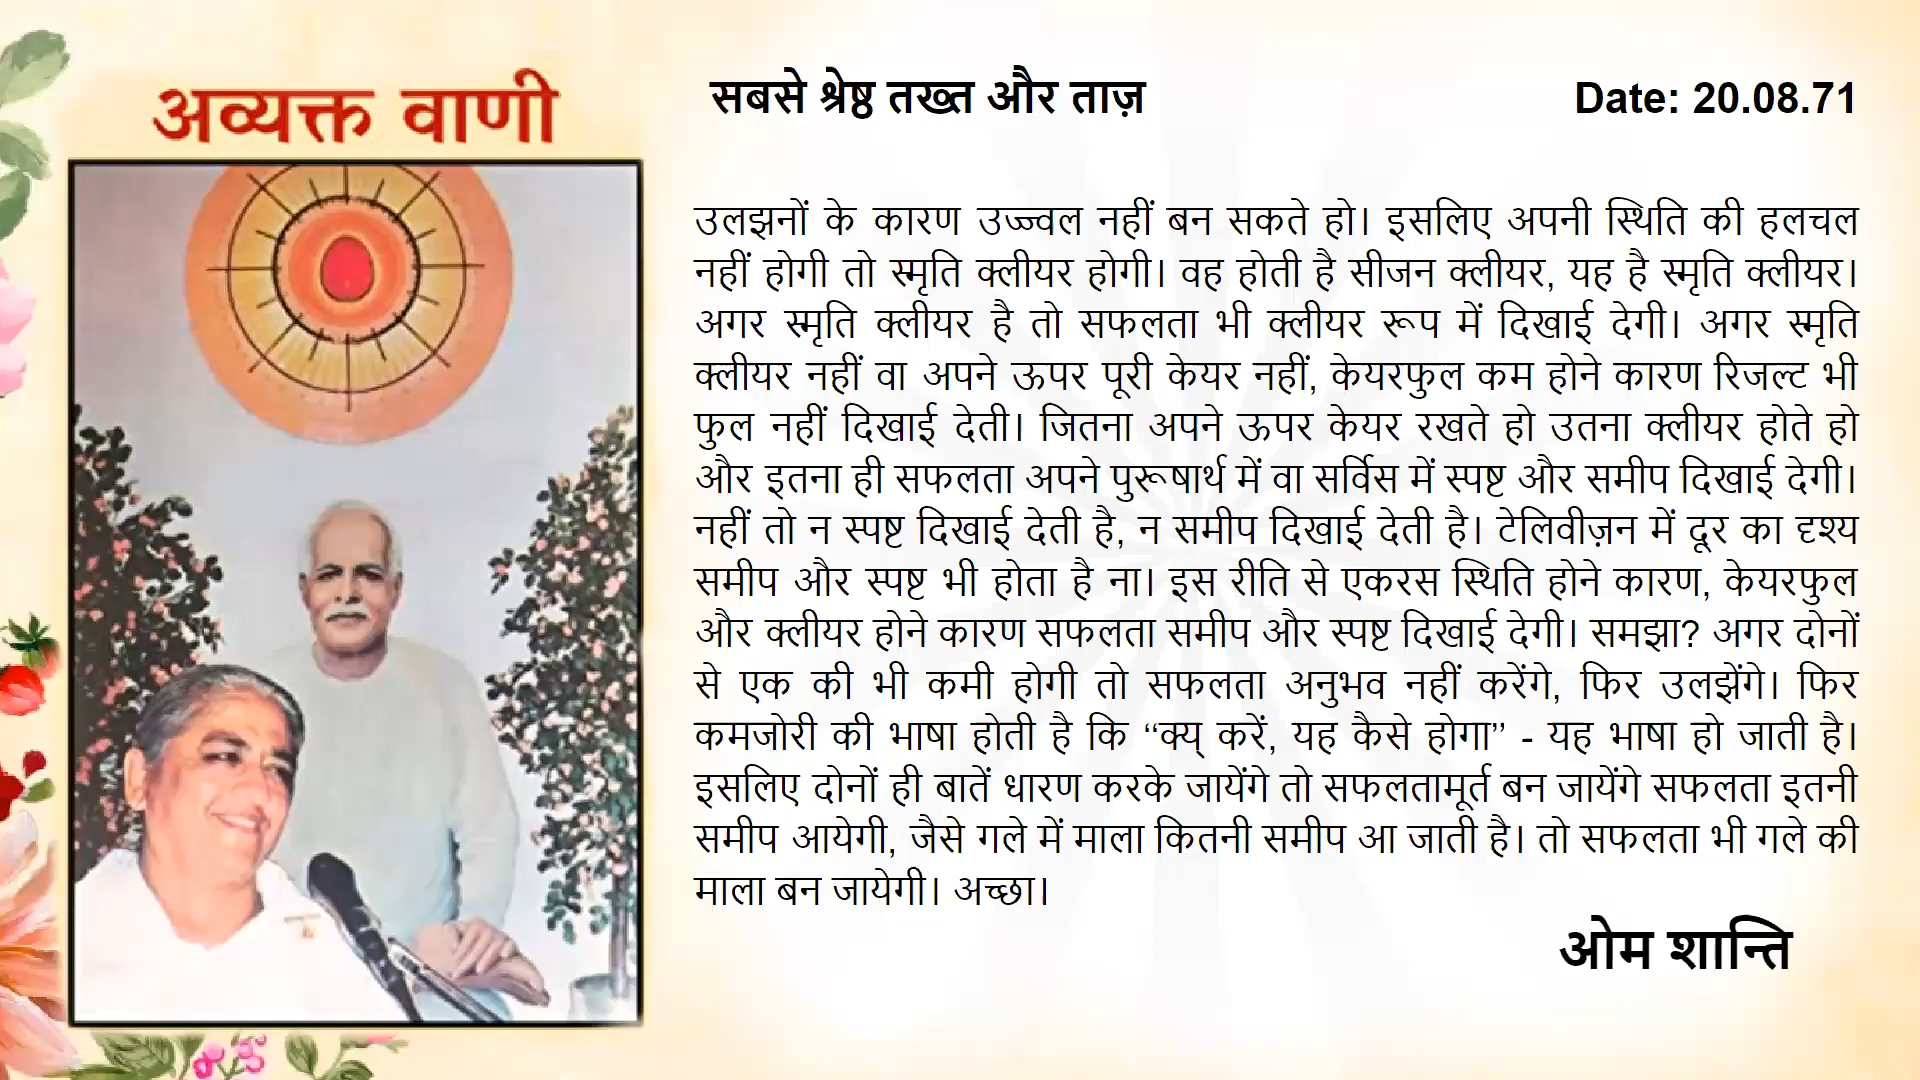 अव्यक्त वाणी
सबसे श्रेष्ठ तख्त और ताज़
Date: 20.08.71
उलझनों के कारण उज्ज्वल नहीं बन सकते हो। इसलिए अपनी स्थिति की हलचल
नहीं होगी तो स्मृति क्लीयर होगी। वह होती है सीजन क्लीयर, यह है स्मृति क्लीयर।
अगर स्मृति क्लीयर है तो सफलता भी क्लीयर रूप में दिखाई देगी। अगर स्मृति
क्लीयर नहीं वा अपने ऊपर पूरी केयर नहीं, केयरफुल कम होने कारण रिजल्ट भी
फुल नहीं दिखाई देती। जितना अपने ऊपर केयर रखते हो उतना क्लीयर होते हो
और इतना ही सफलता अपने पुरूषार्थ में वा सर्विस में स्पष्ट और समीप दिखाई देगी।
नहीं तो न स्पष्ट दिखाई देती है, न समीप दिखाई देती है। टेलिवीज़न में दूर का दृश्य
समीप और स्पष्ट भी होता है ना। इस रीति से एकरस स्थिति होने कारण, केयरफुल
और क्लीयर होने कारण सफलता समीप और स्पष्ट दिखाई देगी। समझा? अगर दोनों
से एक की भी कमी होगी तो सफलता अनुभव नहीं करेंगे, फिर उलझेंगे। फिर
कमजोरी की भाषा होती है कि “क्य् करें, यह कैसे होगा” - यह भाषा हो जाती है।
इसलिए दोनों ही बातें धारण करके जायेंगे तो सफलतामूर्त बन जायेंगे सफलता इतनी
समीप आयेगी, जैसे गले में माला कितनी समीप आ जाती है। तो सफलता भी गले की
माला बन जायेगी। अच्छा।
ओम शान्ति